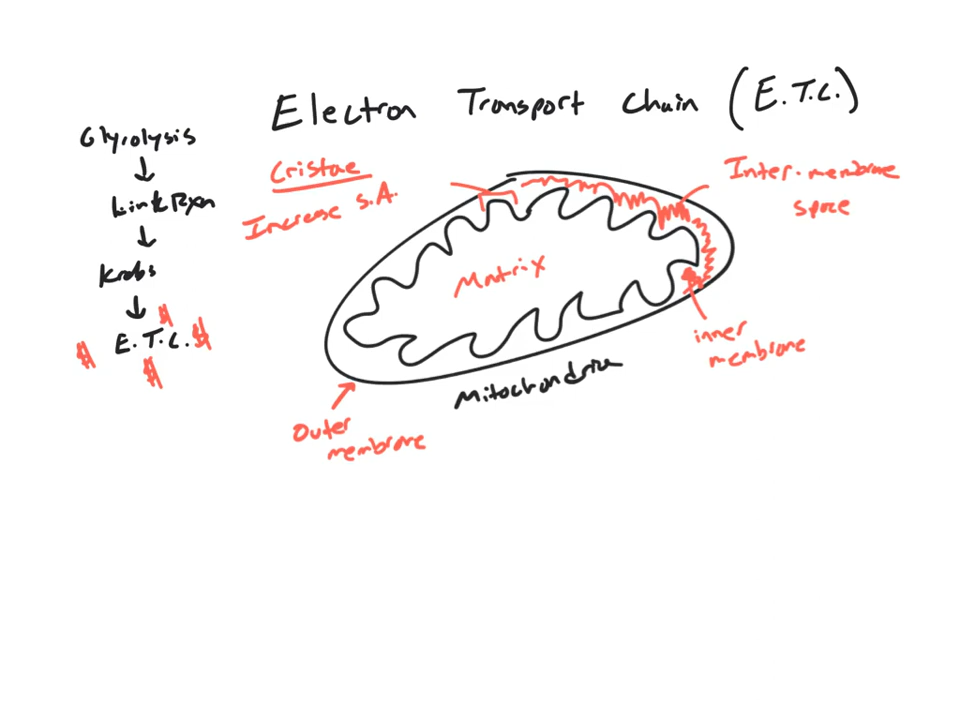 Electron Transport Chain (E.T.C.)
Glycolysis
↓
Link Rxn
↓
Krebs
↓
$ E.T.C. $
$
$
Cristae
Increase S.A.
Inter-membrane
space
Matrix
inner
membrane
Mitochondria
Outer
membrane